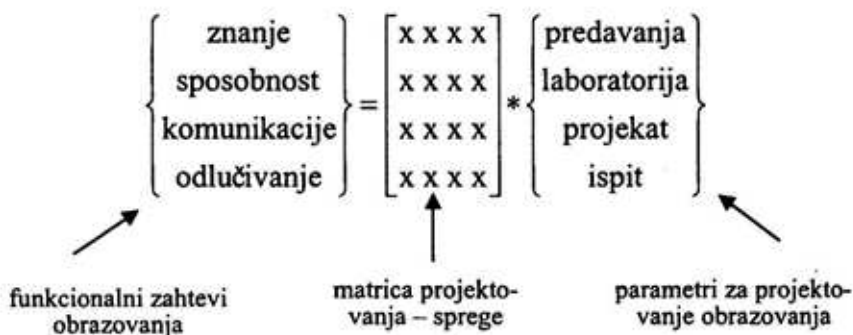 znanje x x x x predavanja
sposobnost x x x x laboratorija
= *
komunikacije x x x x projekat
odlučivanje x x x x ispit
funkcionalni zahtevi
obrazovanja
matrica projekto-
vanja – sprege
parametri za projekto-
vanje obrazovanja